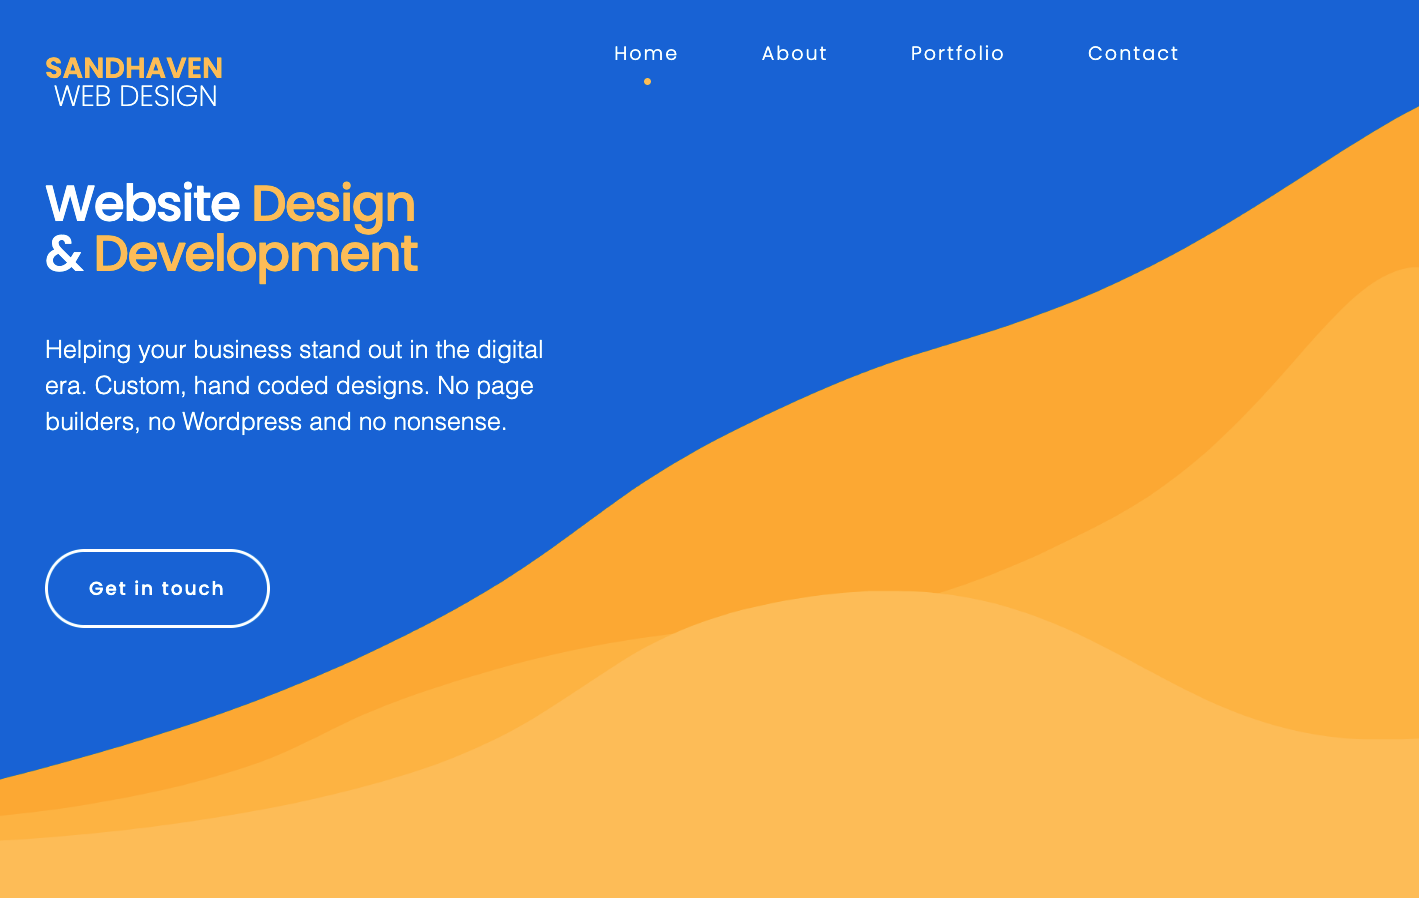 SANDHAVEN
WEB DESIGN
Home About Portfolio Contact
Website Design
& Development
Helping your business stand out in the digital
era. Custom, hand coded designs. No page
builders, no Wordpress and no nonsense.
Get in touch